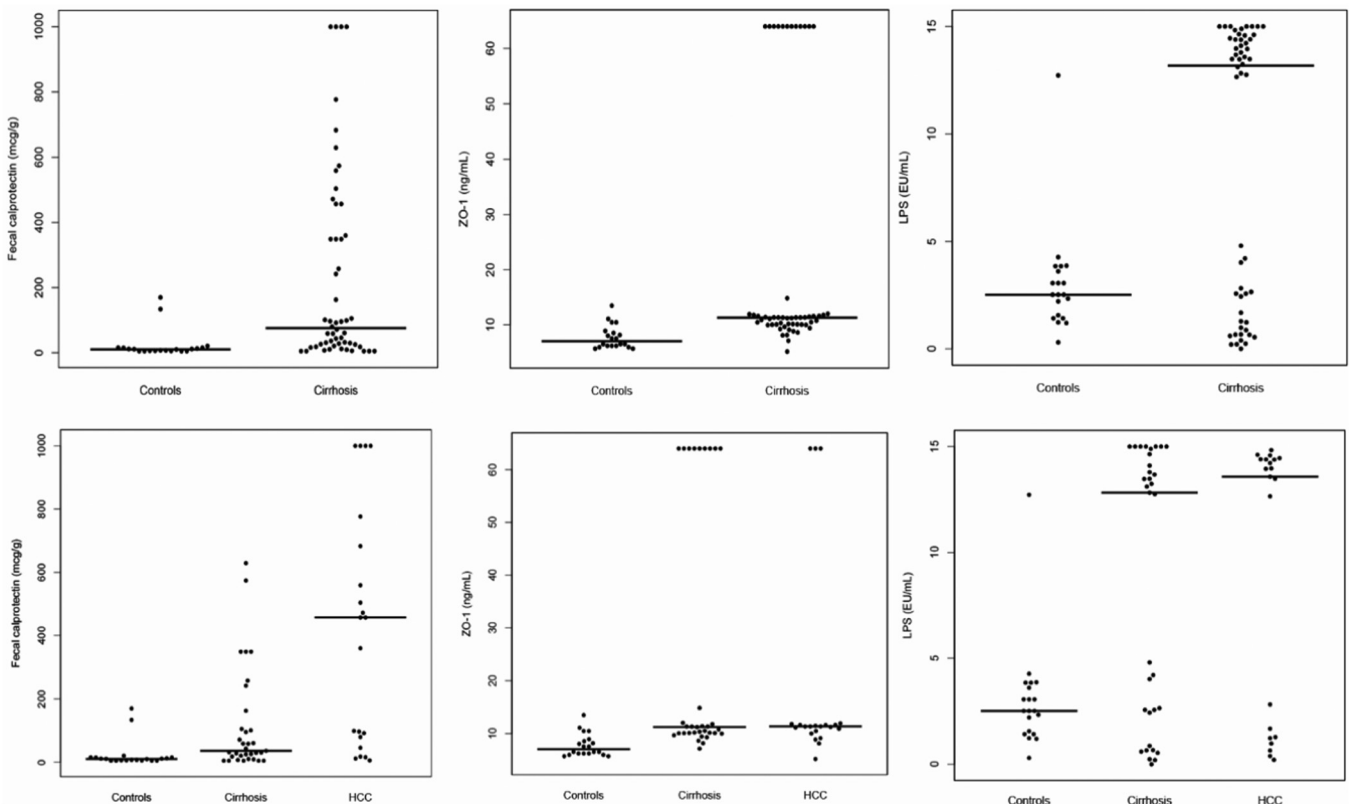 Fecal calprotectin (mcg/g)
1000
800
600
400
200
0
Controls
Cirrhosis
ZO-1 (ng/mL)
60
50
40
30
20
10
Controls
Cirrhosis
LPS (EU/mL)
15
10
5
0
Controls
Cirrhosis
Fecal calprotectin (mcg/g)
1000
800
600
400
200
0
Controls
Cirrhosis
HCC
ZO-1 (ng/mL)
60
50
40
30
20
10
Controls
Cirrhosis
HCC
LPS (EU/mL)
15
10
5
0
Controls
Cirrhosis
HCC